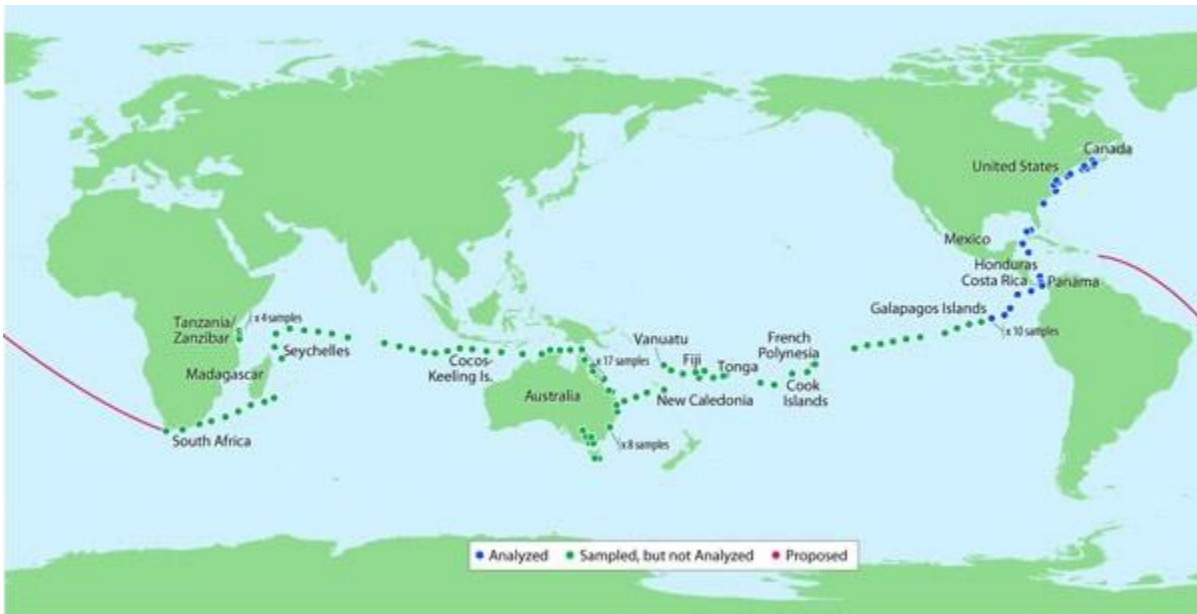 Canada
United States
Mexico
Honduras
Costa Rica
Panama
Galapagos Islands
x 10 samples
Tanzania/
Zanzibar
x 4 samples
Seychelles
Madagascar
South Africa
Cocos-
Keeling Is.
Australia
x 17 samples
x 8 samples
Vanuatu
Fiji
Tonga
New Caledonia
French
Polynesia
Cook
Islands
Analyzed
Sampled, but not Analyzed
Proposed